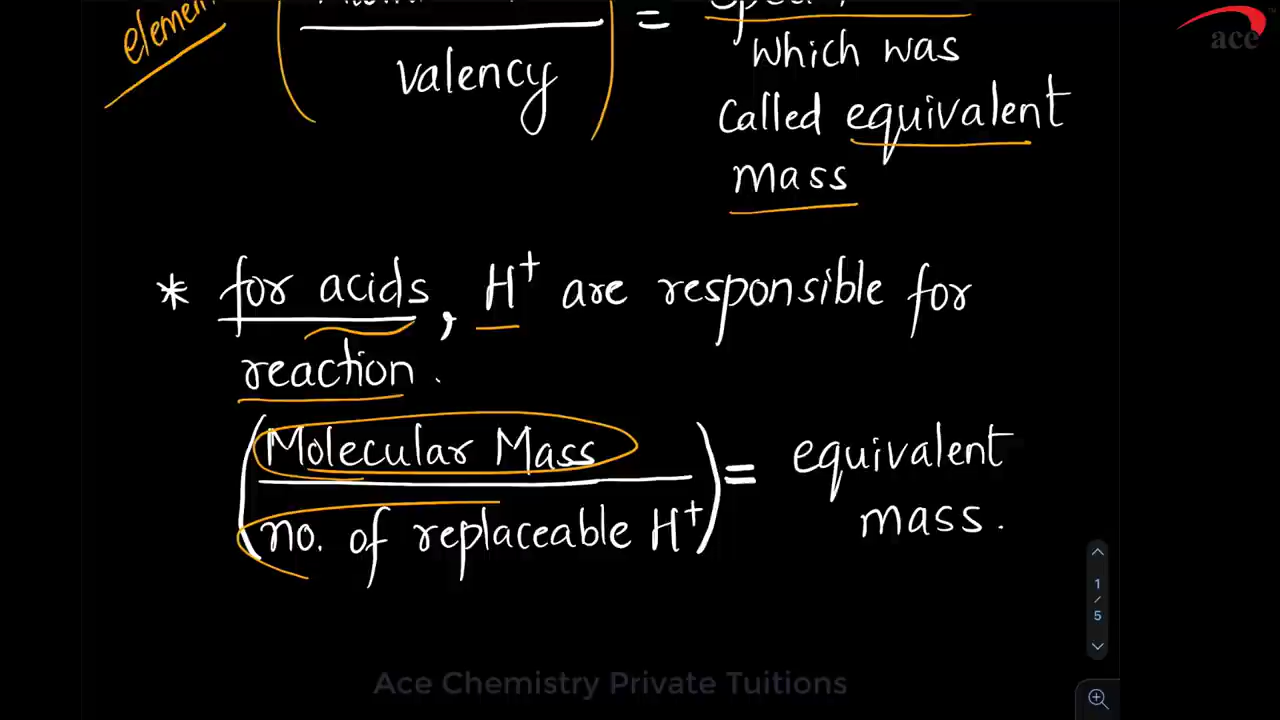 element
valency
=
which was
called equivalent
mass
ace
* for acids, H⁺ are responsible for
reaction.
(Molecular Mass
no. of replaceable H⁺) = equivalent
mass.
1
/
5
Ace Chemistry Private Tuitions